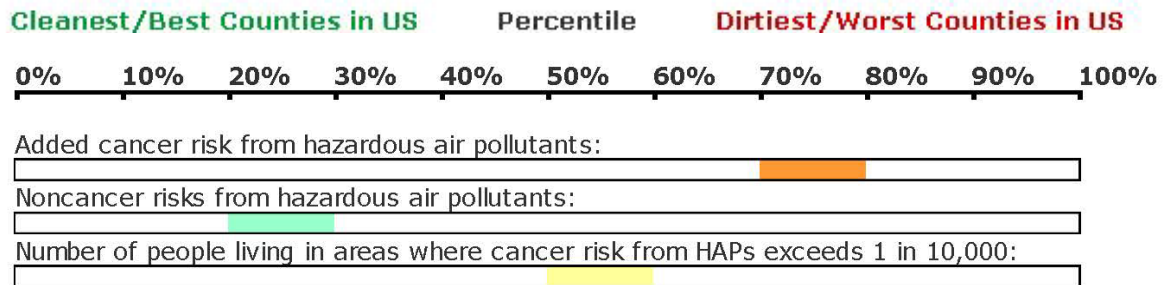 Cleanest/Best Counties in US Percentile Dirtiest/Worst Counties in US
0% 10% 20% 30% 40% 50% 60% 70% 80% 90% 100%
Added cancer risk from hazardous air pollutants:
Noncancer risks from hazardous air pollutants:
Number of people living in areas where cancer risk from HAPs exceeds 1 in 10,000: